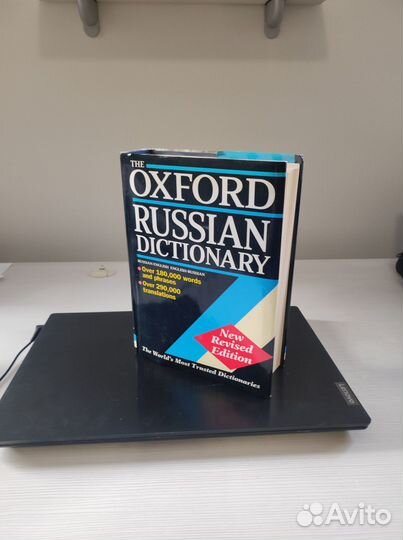 THE
OXFORD
RUSSIAN
DICTIONARY
RUSSIAN-ENGLISH ENGLISH-RUSSIAN
Over 180,000 words
and phrases
Over 290,000
translations
New
Revised
Edition
The World's Most Trusted Dictionaries
Lenovo
Avito